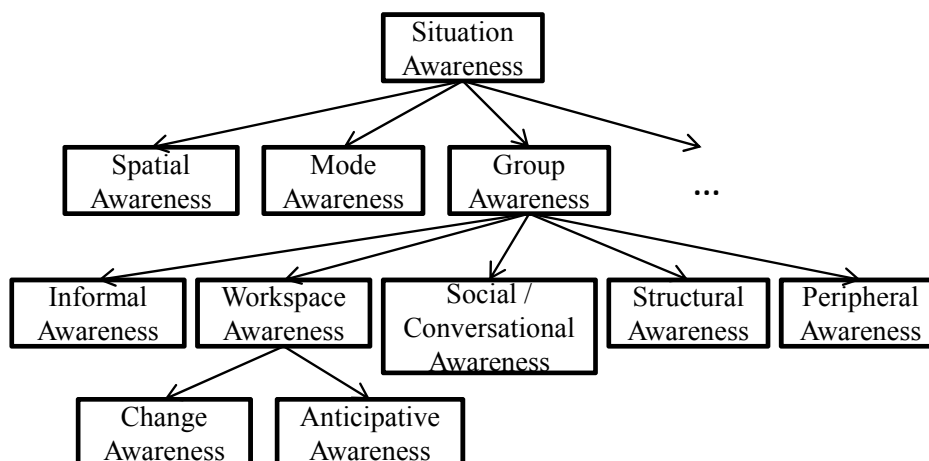 Situation
Awareness
Spatial
Awareness
Mode
Awareness
Group
Awareness
...
Informal
Awareness
Workspace
Awareness
Social /
Conversational
Awareness
Structural
Awareness
Peripheral
Awareness
Change
Awareness
Anticipative
Awareness